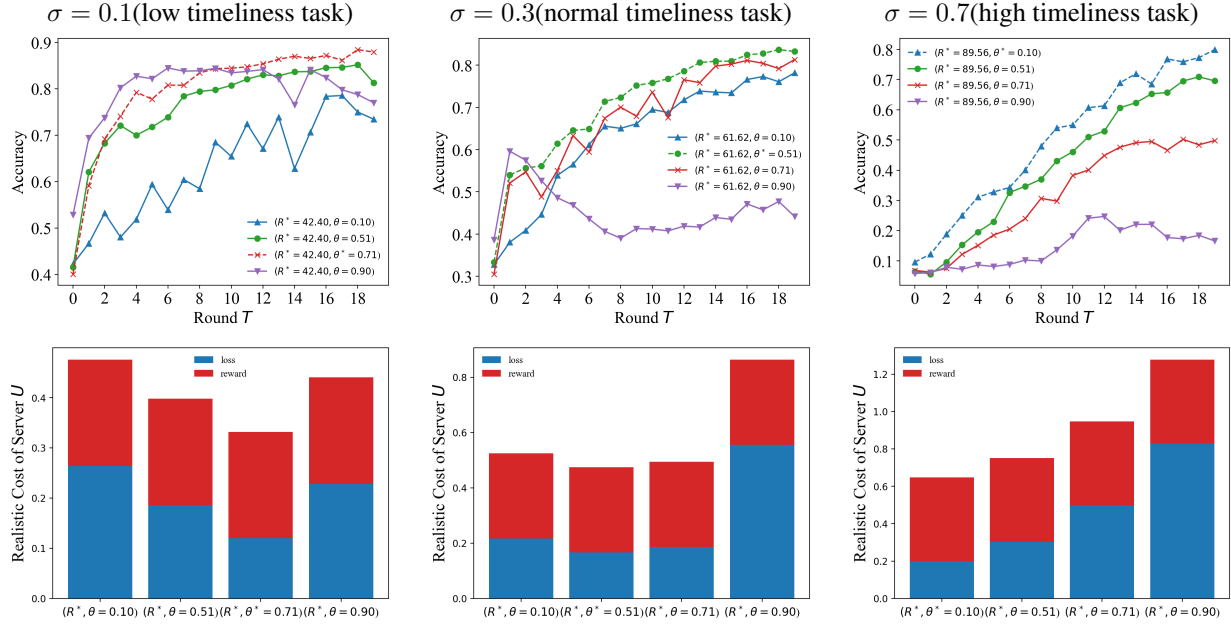 σ = 0.1(low timeliness task)
σ = 0.3(normal timeliness task)
σ = 0.7(high timeliness task)
Accuracy
0.9
0.8
0.7
0.6
0.5
0.4
0 2 4 6 8 10 12 14 16 18
Round T
(R* = 42.40, θ = 0.10)
(R* = 42.40, θ = 0.51)
(R* = 42.40, θ* = 0.71)
(R* = 42.40, θ = 0.90)
Accuracy
0.8
0.7
0.6
0.5
0.4
0.3
0 2 4 6 8 10 12 14 16 18
Round T
(R* = 61.62, θ = 0.10)
(R* = 61.62, θ* = 0.51)
(R* = 61.62, θ = 0.71)
(R* = 61.62, θ = 0.90)
Accuracy
0.8
0.7
0.6
0.5
0.4
0.3
0.2
0.1
0 2 4 6 8 10 12 14 16 18
Round T
(R* = 89.56, θ* = 0.10)
(R* = 89.56, θ = 0.51)
(R* = 89.56, θ = 0.71)
(R* = 89.56, θ = 0.90)
Realistic Cost of Server U
0.4
0.3
0.2
0.1
0.0
loss
reward
(R*, θ = 0.10) (R*, θ = 0.51) (R*, θ* = 0.71) (R*, θ = 0.90)
Realistic Cost of Server U
0.8
0.6
0.4
0.2
0.0
loss
reward
(R*, θ = 0.10) (R*, θ* = 0.51) (R*, θ = 0.71) (R*, θ = 0.90)
Realistic Cost of Server U
1.2
1.0
0.8
0.6
0.4
0.2
0.0
loss
reward
(R*, θ* = 0.10) (R*, θ = 0.51) (R*, θ = 0.71) (R*, θ = 0.90)